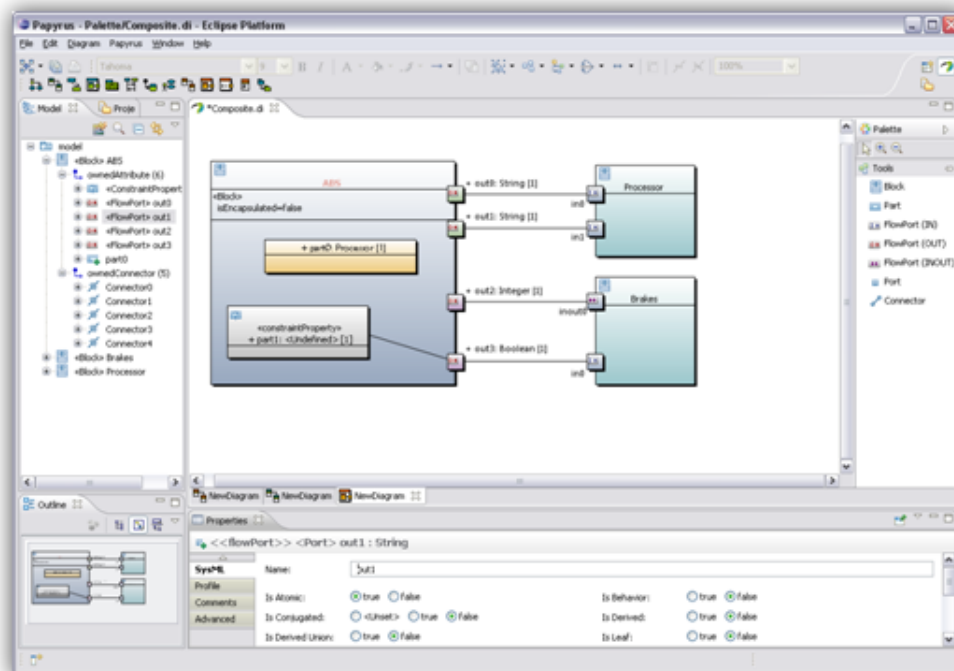 Papyrus - Palette/Composite.di - Eclipse Platform
File Edit Diagram Papyrus Window Help
Tahoma 9 B I A 100%
Model Proje *Composite.di
model
«Block» ABS
ownedAttribute (6)
«ConstraintPropert
«FlowPort» out0
«FlowPort» out1
«FlowPort» out2
«FlowPort» out3
part0
ownedConnector (5)
Connector0
Connector1
Connector2
Connector3
Connector4
«Block» Brakes
«Block» Processor
ABS
«Block»
isEncapsulated=false
+ part0: Processor [1]
«constraintProperty»
+ part1: <Undefined> [1]
+ out0: String [1]
in0
+ out1: String [1]
in1
+ out2: Integer [1]
inout0
+ out3: Boolean [1]
in0
Processor
Brakes
Palette
Tools
Block
Part
FlowPort (IN)
FlowPort (OUT)
FlowPort (INOUT)
Port
Connector
NewDiagram NewDiagram NewDiagram
Outline
Properties
<<flowPort>> <Port> out1 : String
SysML
Profile
Comments
Advanced
Name: out1
Is Atomic: true false Is Behavior: true false
Is Conjugated: <Unset> true false Is Derived: true false
Is Derived Union: true false Is Leaf: true false